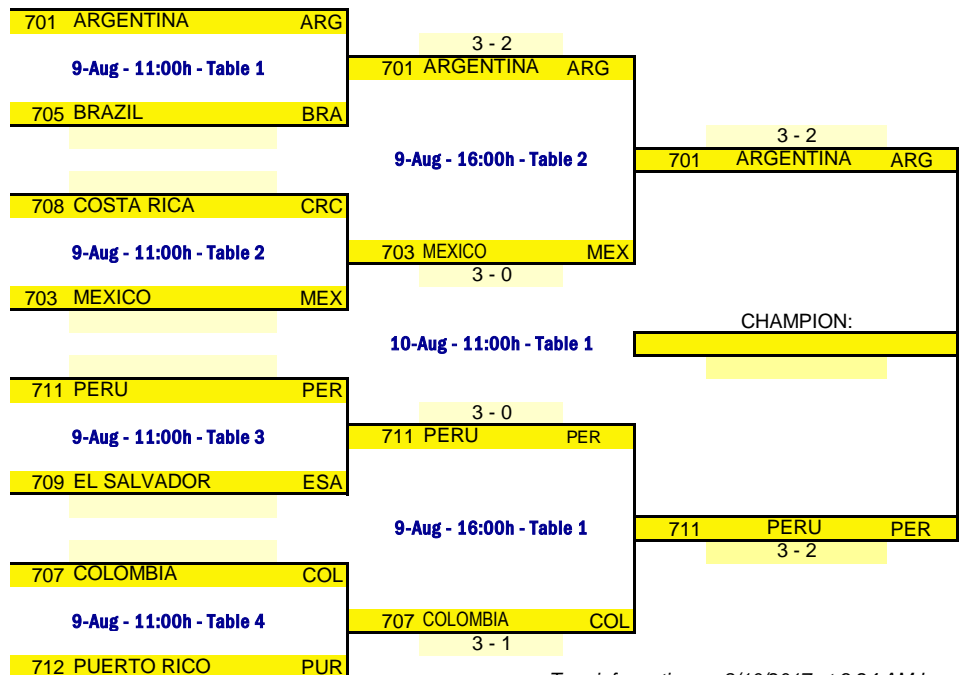 701 ARGENTINA ARG
3 - 2
9-Aug - 11:00h - Table 1
701 ARGENTINA ARG
705 BRAZIL BRA
3 - 2
9-Aug - 16:00h - Table 2
701 ARGENTINA ARG
708 COSTA RICA CRC
9-Aug - 11:00h - Table 2
703 MEXICO MEX
3 - 0
703 MEXICO MEX
CHAMPION:
10-Aug - 11:00h - Table 1
711 PERU PER
3 - 0
9-Aug - 11:00h - Table 3
711 PERU PER
709 EL SALVADOR ESA
9-Aug - 16:00h - Table 1
711 PERU PER
3 - 2
707 COLOMBIA COL
9-Aug - 11:00h - Table 4
707 COLOMBIA COL
3 - 1
712 PUERTO RICO PUR